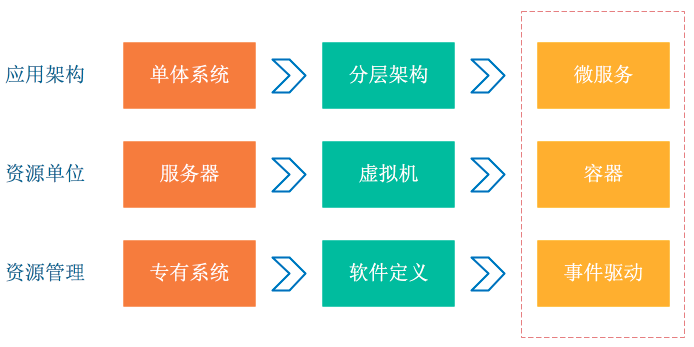 应用架构 单体系统 分层架构 微服务
资源单位 服务器 虚拟机 容器
资源管理 专有系统 软件定义 事件驱动